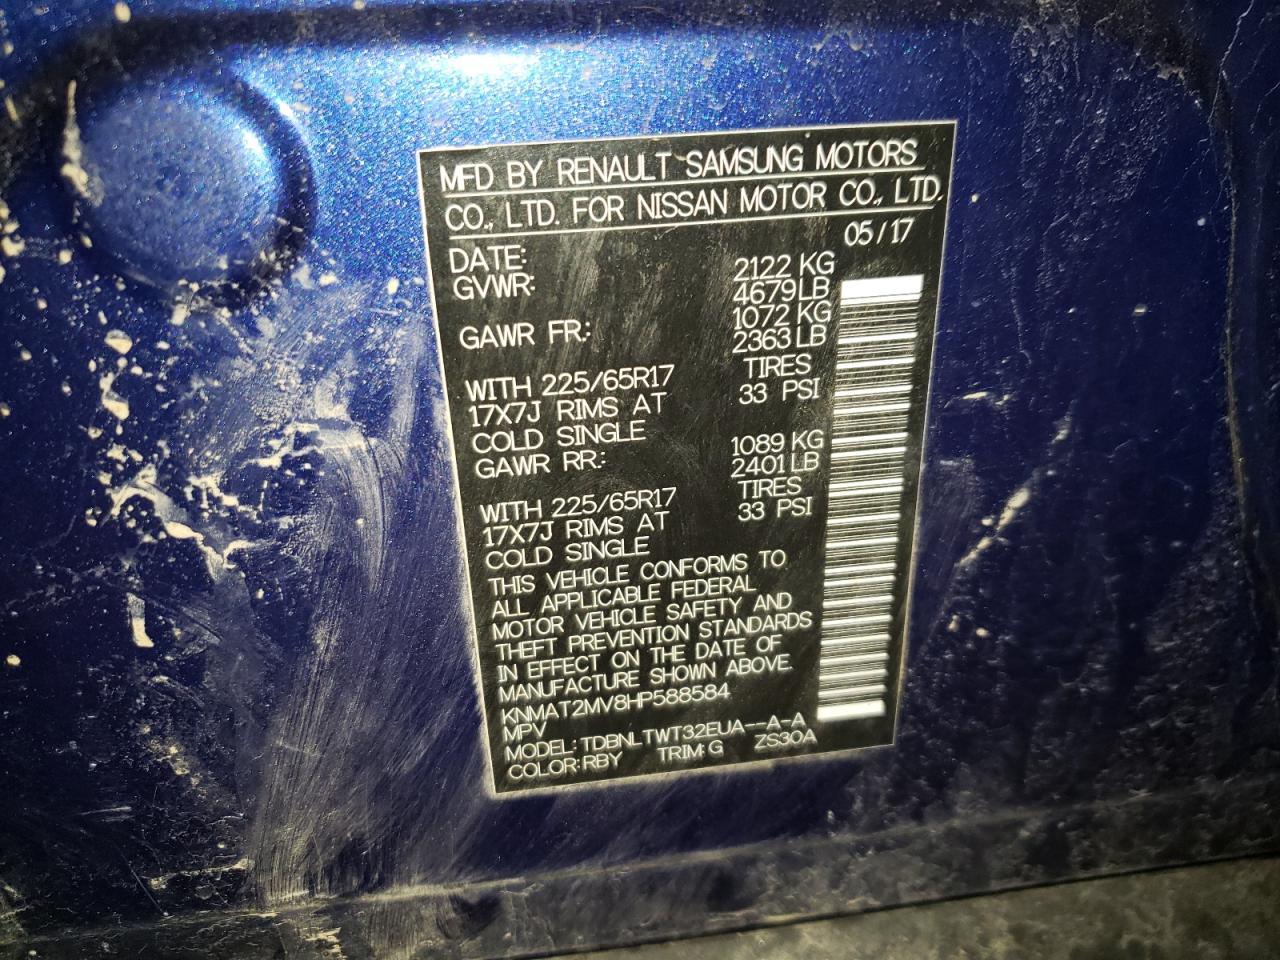 MFD BY RENAULT SAMSUNG MOTORS
CO., LTD. FOR NISSAN MOTOR CO., LTD.
DATE: 05/17
GVWR: 2122 KG
4679 LB
GAWR FR.: 1072 KG
2363 LB
WITH 225/65R17 TIRES
17X7J RIMS AT 33 PSI
COLD SINGLE
GAWR RR.: 1089 KG
2401 LB
WITH 225/65R17 TIRES
17X7J RIMS AT 33 PSI
COLD SINGLE
THIS VEHICLE CONFORMS TO
ALL APPLICABLE FEDERAL
MOTOR VEHICLE SAFETY AND
THEFT PREVENTION STANDARDS
IN EFFECT ON THE DATE OF
MANUFACTURE SHOWN ABOVE.
KNMAT2MV8HP588584
MPV
MODEL: TDBNLTWT32EUA--A-A
COLOR: RBY TRIM: G ZS30A